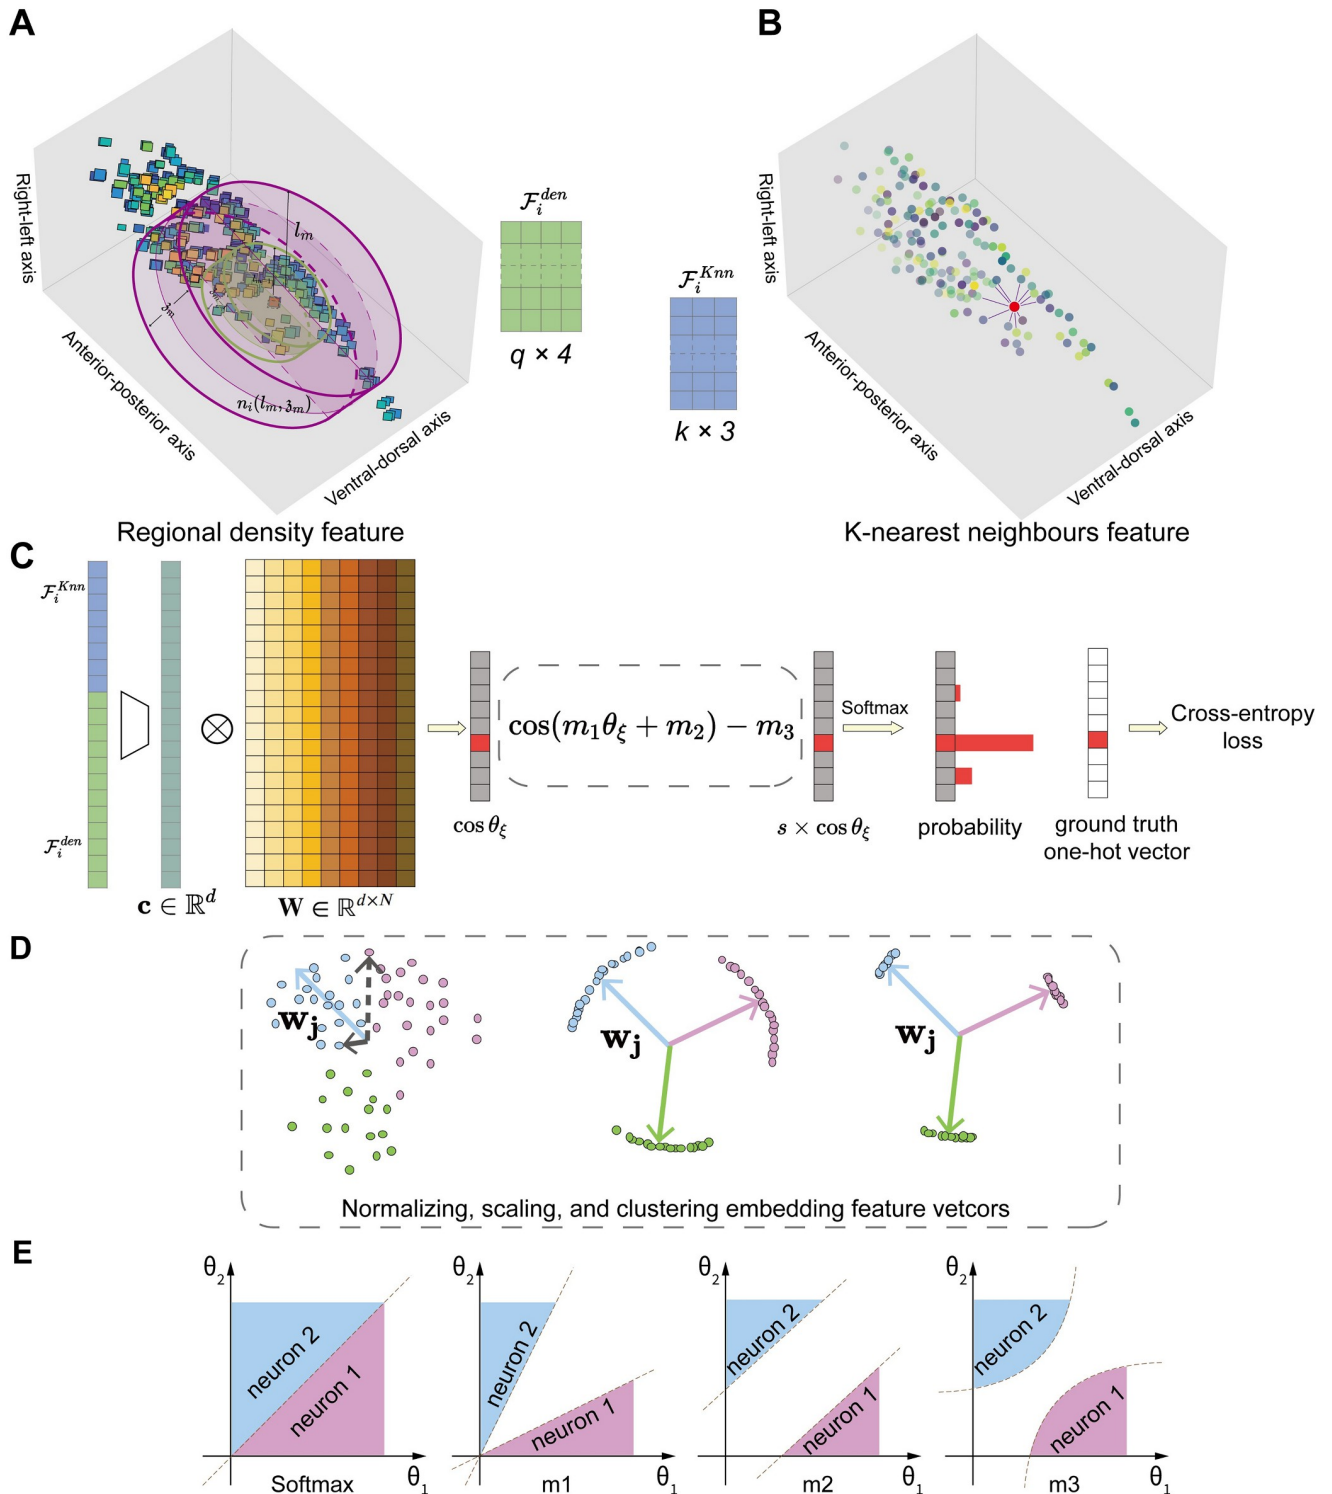 A
B
Right-left axis
Anterior-posterior axis
Ventral-dorsal axis
l_m
𝔷_m
𝔷_m
n_i(l_m, 𝔷_m)
F_i^{den}
q × 4
F_i^{Knn}
k × 3
Right-left axis
Anterior-posterior axis
Ventral-dorsal axis
Regional density feature
K-nearest neighbours feature
C
F_i^{Knn}
F_i^{den}
c ∈ ℝ^d
W ∈ ℝ^{d×N}
cos θ_ξ
cos(m_1θ_ξ + m_2) − m_3
s × cos θ_ξ
Softmax
probability
ground truth
one-hot vector
Cross-entropy
loss
D
w_j
w_j
w_j
Normalizing, scaling, and clustering embedding feature vetcors
E
θ_2
neuron 2
neuron 1
Softmax
θ_1
θ_2
neuron 2
neuron 1
m1
θ_1
θ_2
neuron 2
neuron 1
m2
θ_1
θ_2
neuron 2
neuron 1
m3
θ_1